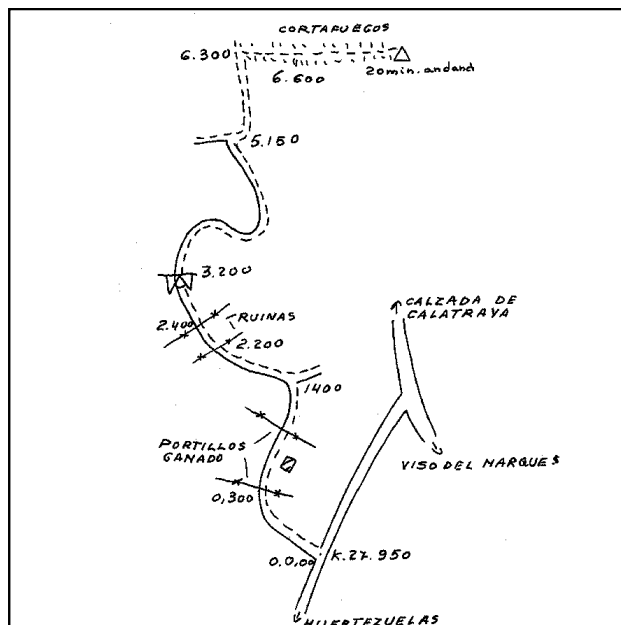 CORTAFUEGOS
6.300
6.600
20min.andand
5.150
3.200
2.400
RUINAS
2.200
CALZADA DE
CALATRAVA
1400
PORTILLOS
GANADO
VISO DEL MARQUES
0,300
0.0,00
K.27.950
HUERTEZUELAS